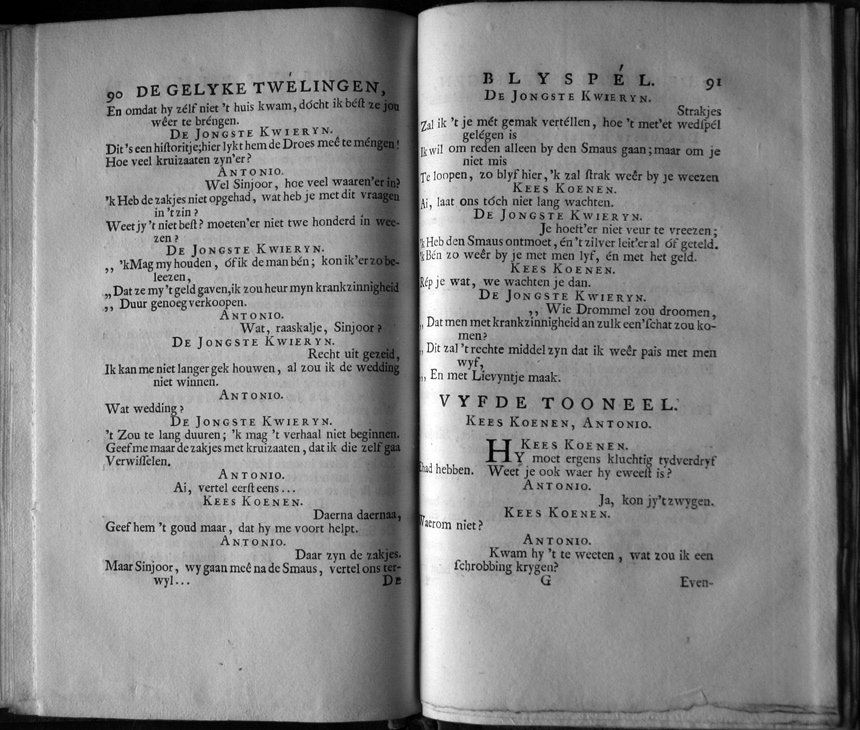 90 DE GELYKE TWÉLINGEN,
En omdat hy zélf niet 't huis kwam, dócht ik bést ze jou
wêer te bréngen.
DE JONGSTE KWIERYN.
Dit 's een historitje; hier lykt hem de Droes meê te méngen!
Hoe veel kruizaaten zyn'er?
ANTONIO.
Wel Sinjoor, hoe veel waaren'er in?
'k Heb de zakjes niet opgehad, wat heb je met dit vraagen
in 't zin?
Weet jy 't niet best? moeten'er niet twe honderd in wee-
zen?
DE JONGSTE KWIERYN.
„ 'kMag my houden, óf ik de man bén; kon ik'er zo be-
leezen,
„ Dat ze my 't geld gaven, ik zou heur myn krankzinnigheid
„ Duur genoeg verkoopen.
ANTONIO.
Wat, raaskalje, Sinjoor?
DE JONGSTE KWIERYN.
Recht uit gezeid,
Ik kan me niet langer gek houwen, al zou ik de wedding
niet winnen.
ANTONIO.
Wat wedding?
DE JONGSTE KWIERYN.
't Zou te lang duuren; 'k mag 't verhaal niet beginnen.
Geef me maar de zakjes met kruizaaten, dat ik die zelf gaa
Verwisselen.
ANTONIO.
Ai, vertel eerst eens...
KEES KOENEN.
Daerna daernaa,
Geef hem 't goud maar, dat hy me voort helpt.
ANTONIO.
Daar zyn de zakjes.
Maar Sinjoor, wy gaan meê na de Smaus, vertel ons ter-
wyl...
DE
BLYSPÉL. 91
DE JONGSTE KWIERYN.
Strakjes
Zal ik 't je mét gemak vertéllen, hoe 't met'et wedspél
gelégen is
Ik wil om reden alleen by den Smaus gaan; maar om je
niet mis
Te loopen, zo blyf hier, 'k zal strak weêr by je weezen
KEES KOENEN.
Ai, laat ons tóch niet lang wachten.
DE JONGSTE KWIERYN.
Je hoeft'er niet veur te vreezen;
'k Heb den Smaus ontmoet, én 't zilver leit'er al óf geteld.
'k Bén zo weêr by je met men lyf, én met het geld.
KEES KOENEN.
Rép je wat, we wachten je dan.
DE JONGSTE KWIERYN.
„ Wie Drommel zou droomen,
„ Dat men met krankzinnigheid an zulk een'schat zou ko-
men?
„ Dit zal 't rechte middel zyn dat ik weêr pais met men
wyf,
„ En met Lievyntje maak.
VYFDE TOONEEL.
KEES KOENEN, ANTONIO.
KEES KOENEN.
HY moet ergens kluchtig tydverdryf
had hebben. Weet je ook waer hy eweest is?
ANTONIO.
Ja, kon jy't zwygen.
KEES KOENEN.
Waerom niet?
ANTONIO.
Kwam hy 't te weeten, wat zou ik een
schrobbing krygen?
G Even-